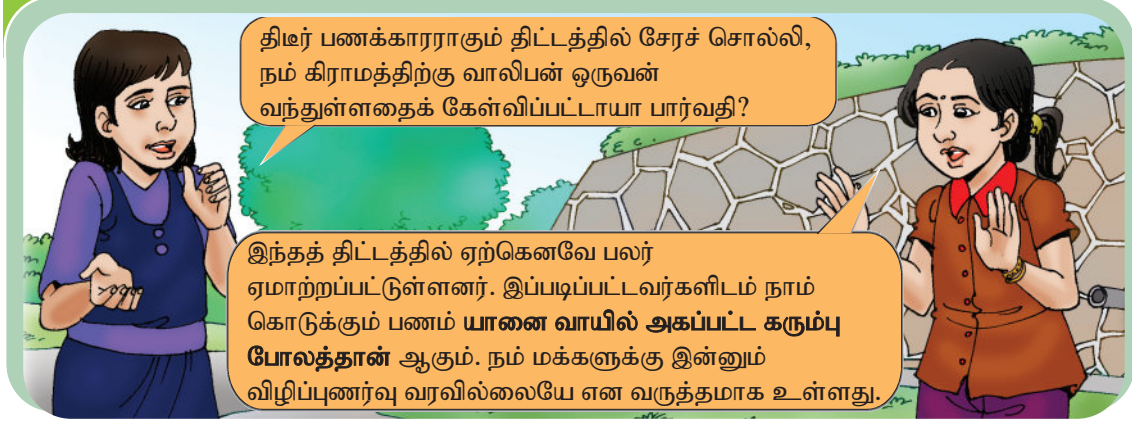 திடீர் பணக்காரராகும் திட்டத்தில் சேரச் சொல்லி,
நம் கிராமத்திற்கு வாலிபன் ஒருவன்
வந்துள்ளதைக் கேள்விப்பட்டாயா பார்வதி?
இந்தத் திட்டத்தில் ஏற்கெனவே பலர்
ஏமாற்றப்பட்டுள்ளனர். இப்படிப்பட்டவர்களிடம் நாம்
கொடுக்கும் பணம் யானை வாயில் அகப்பட்ட கரும்பு
போலத்தான் ஆகும். நம் மக்களுக்கு இன்னும்
விழிப்புணர்வு வரவில்லையே என வருத்தமாக உள்ளது.